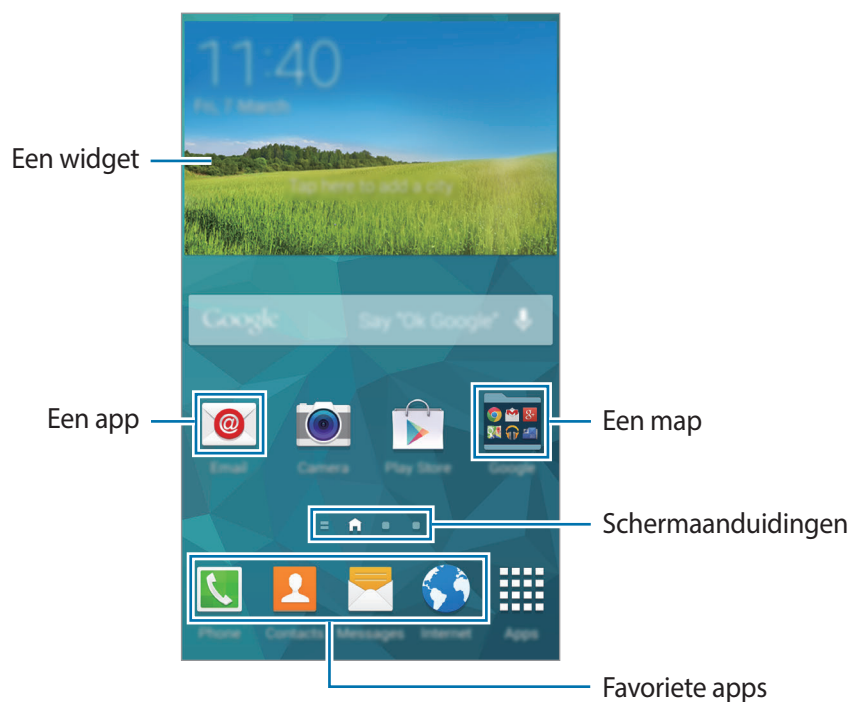 11:40
Fri, 7 March
Een widget
Tap here to add a city
Google Say "Ok Google"
Een app
Een map
Email Camera Play Store Google
Schermaanduidingen
Phone Contacts Messages Internet Apps
Favoriete apps